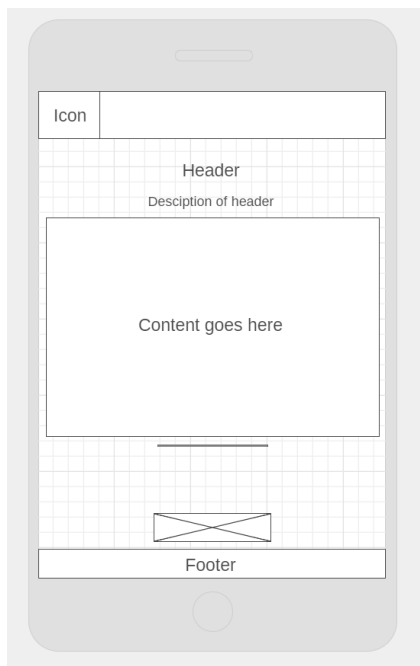 Icon
Header
Desciption of header
Content goes here
Footer